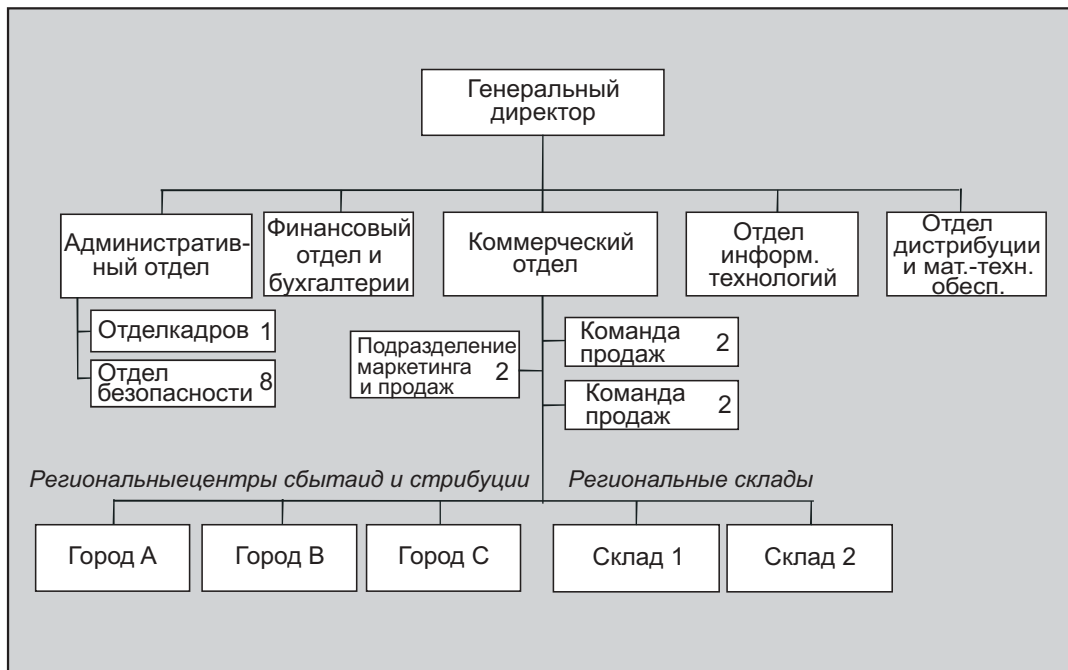 Генеральный
директор
Административ-
ный отдел
Финансовый
отдел и
бухгалтерии
Коммерческий
отдел
Отдел
информ.
технологий
Отдел
дистрибуции
и мат.-техн.
обесп.
Отделкадров 1
Отдел
безопасности 8
Подразделение
маркетинга
и продаж 2
Команда
продаж 2
Команда
продаж 2
Региональныецентры сбытаид и стрибуции
Региональные склады
Город А
Город В
Город С
Склад 1
Склад 2